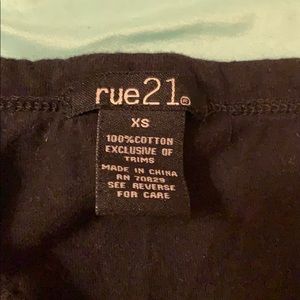 rue21®
XS
100%COTTON
EXCLUSIVE OF
TRIMS
MADE IN CHINA
RN 70829
SEE REVERSE
FOR CARE